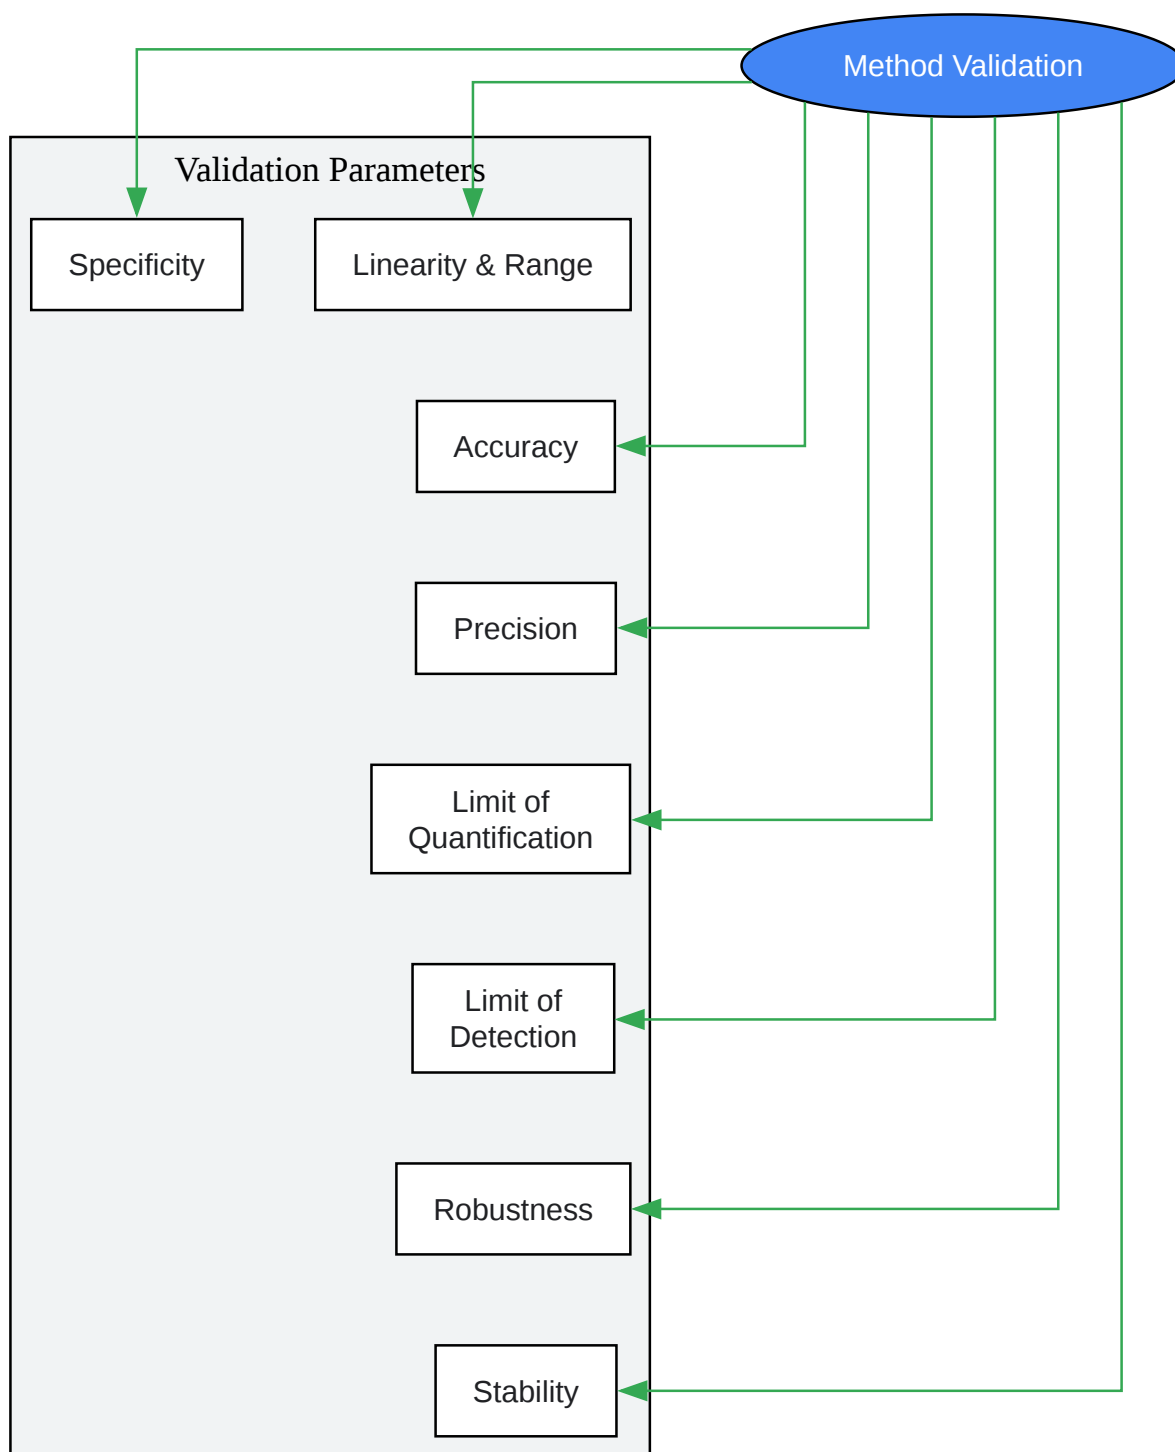 Method Validation
Validation Parameters
Specificity
Linearity & Range
Accuracy
Precision
Limit of
Quantification
Limit of
Detection
Robustness
Stability